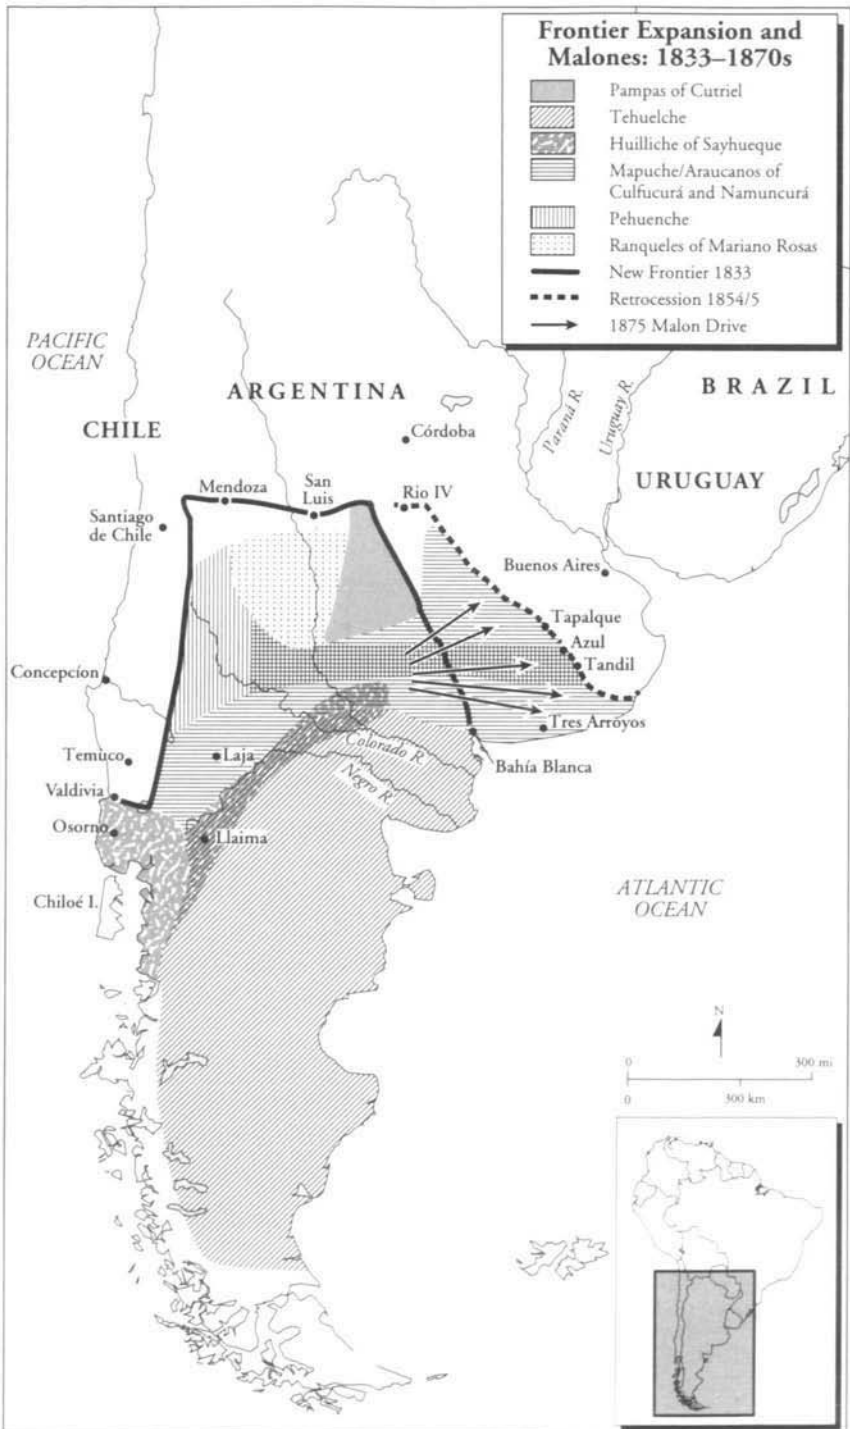 Frontier Expansion and
Malones: 1833–1870s
Pampas of Cutriel
Tehuelche
Huilliche of Sayhueque
Mapuche/Araucanos of
Culfucurá and Namuncurá
Pehuenche
Ranqueles of Mariano Rosas
New Frontier 1833
Retrocession 1854/5
1875 Malon Drive
PACIFIC
OCEAN
ARGENTINA
BRAZIL
Paraná R.
Uruguay R.
CHILE
Córdoba
URUGUAY
Mendoza
San
Luis
Rio IV
Santiago
de Chile
Buenos Aires
Tapalque
Azul
Tandil
Concepcíon
Tres Arròyos
Colorado R.
Temuco
Laja
Bahía Blanca
Negro R.
Valdivia
Osorno
Llaima
Chiloé I.
ATLANTIC
OCEAN
N
0 300 mi
0 300 km